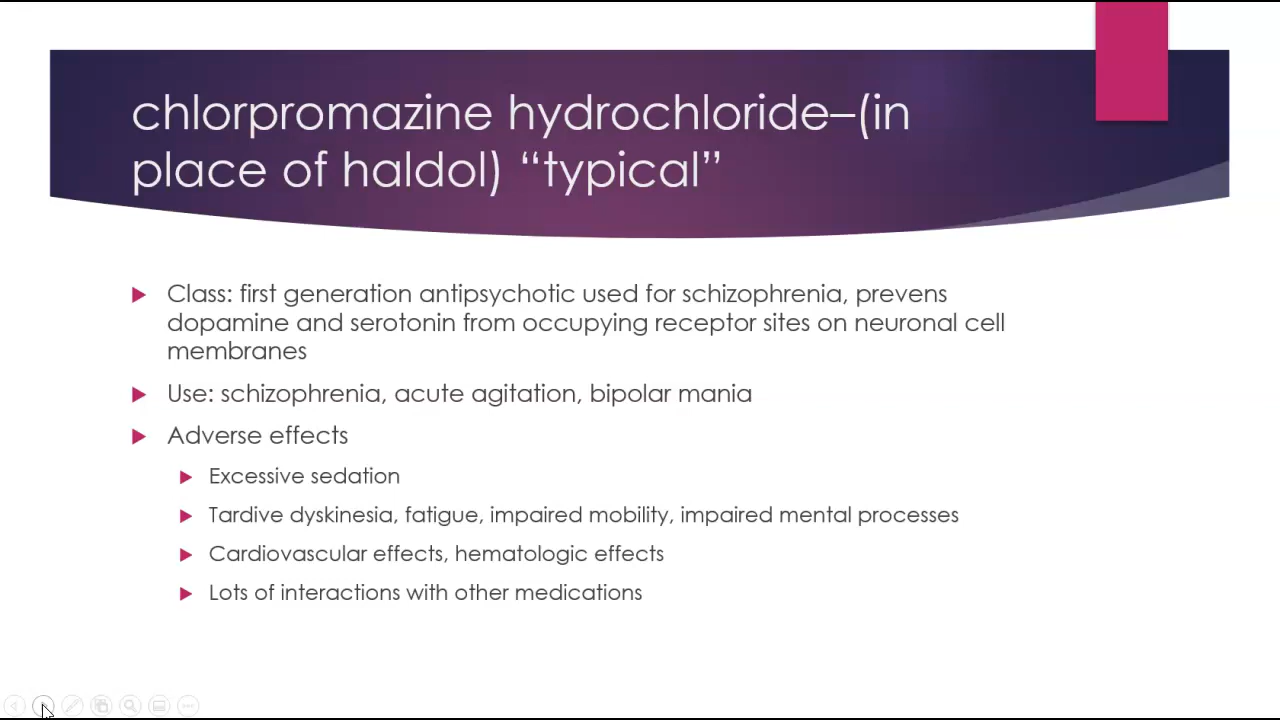 chlorpromazine hydrochloride–(in
place of haldol) “typical”
Class: first generation antipsychotic used for schizophrenia, prevens
dopamine and serotonin from occupying receptor sites on neuronal cell
membranes
Use: schizophrenia, acute agitation, bipolar mania
Adverse effects
Excessive sedation
Tardive dyskinesia, fatigue, impaired mobility, impaired mental processes
Cardiovascular effects, hematologic effects
Lots of interactions with other medications